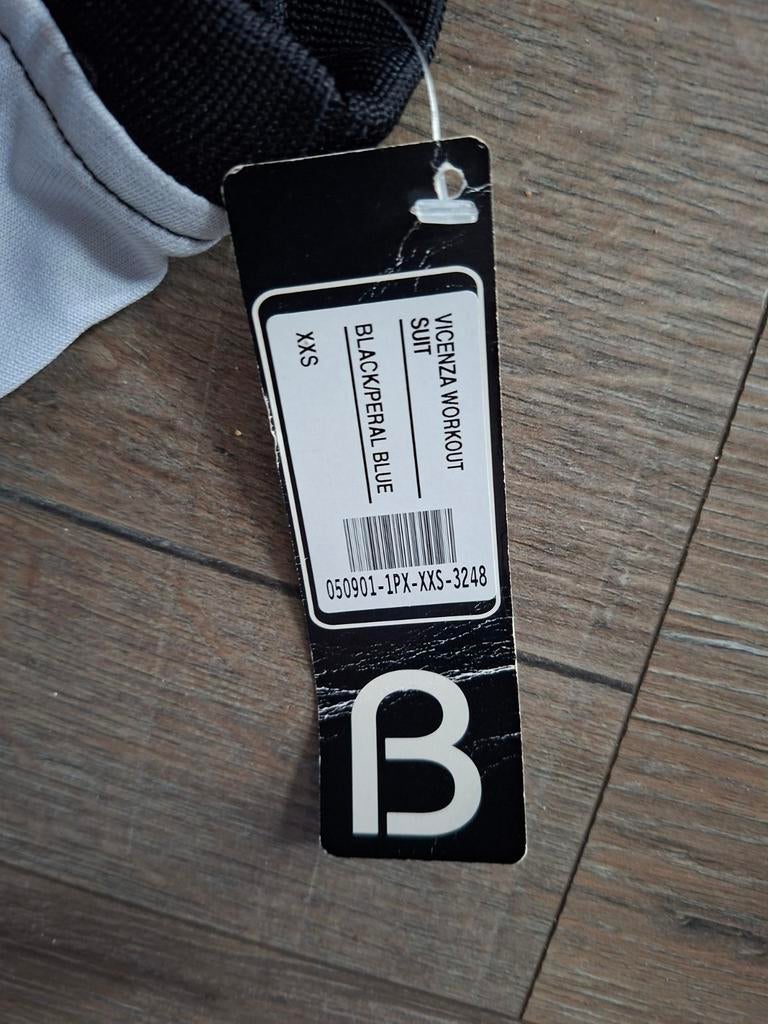 VICENZA WORKOUT
SUIT
BLACK/PERAL BLUE
XXS
050901-1PX-XXS-3248
B